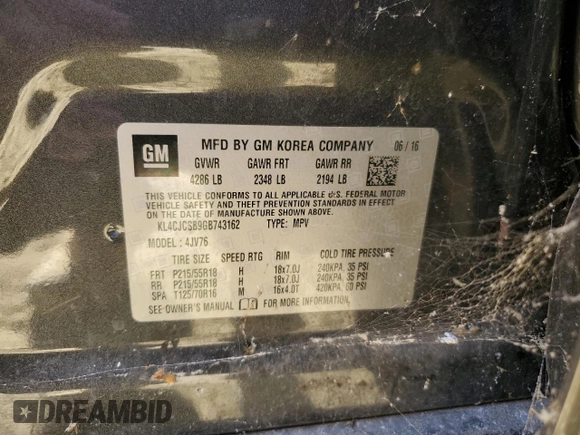 GM
MFD BY GM KOREA COMPANY 06/16
GVWR GAWR FRT GAWR RR
4286 LB 2348 LB 2194 LB
THIS VEHICLE CONFORMS TO ALL APPLICABLE U.S. FEDERAL MOTOR
VEHICLE SAFETY AND THEFT PREVENTION STANDARDS IN EFFECT ON THE
DATE OF MANUFACTURE SHOWN ABOVE.
KL4CJCSB9GB743162 TYPE: MPV
MODEL: 4JV76
TIRE SIZE SPEED RTG RIM COLD TIRE PRESSURE
FRT P215/55R18 H 18x7.0J 240KPA, 35 PSI
RR P215/55R18 H 18x7.0J 240KPA, 35 PSI
SPA T125/70R16 M 16x4.0T 420KPA, 60 PSI
SEE OWNER'S MANUAL FOR MORE INFORMATION.
DREAMBID